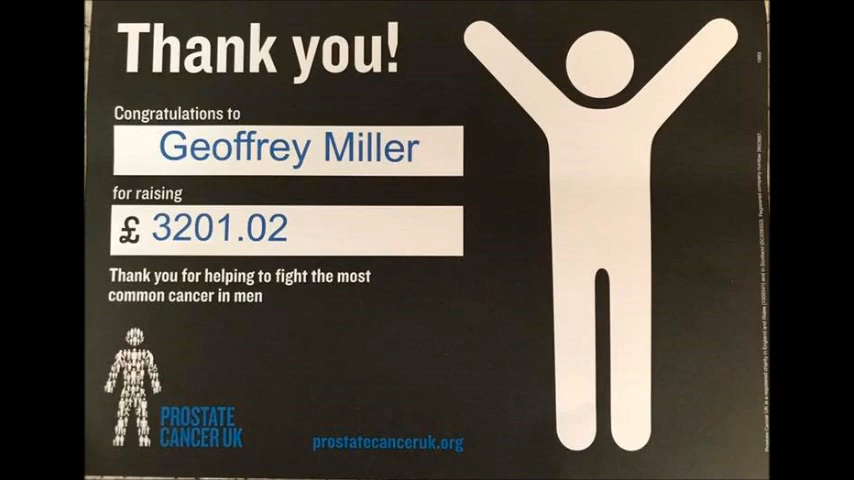 Thank you!
Congratulations to
Geoffrey Miller
for raising
£ 3201.02
Thank you for helping to fight the most
common cancer in men
PROSTATE
CANCER UK
prostatecanceruk.org